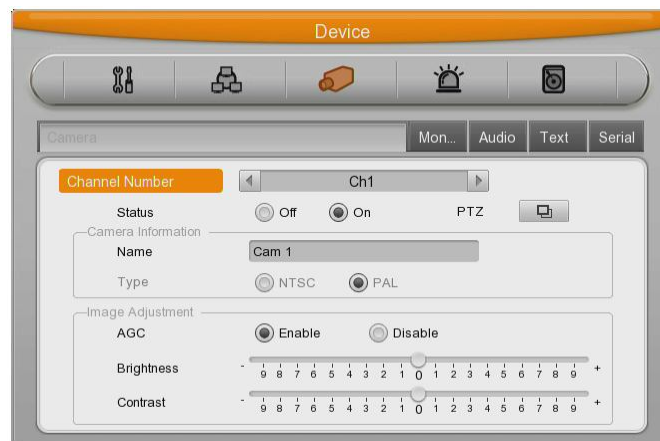 Device
Camera Mon... Audio Text Serial
Channel Number Ch1
Status Off On PTZ
Camera Information
Name Cam 1
Type NTSC PAL
Image Adjustment
AGC Enable Disable
Brightness - 9 8 7 6 5 4 3 2 1 0 1 2 3 4 5 6 7 8 9 +
Contrast - 9 8 7 6 5 4 3 2 1 0 1 2 3 4 5 6 7 8 9 +